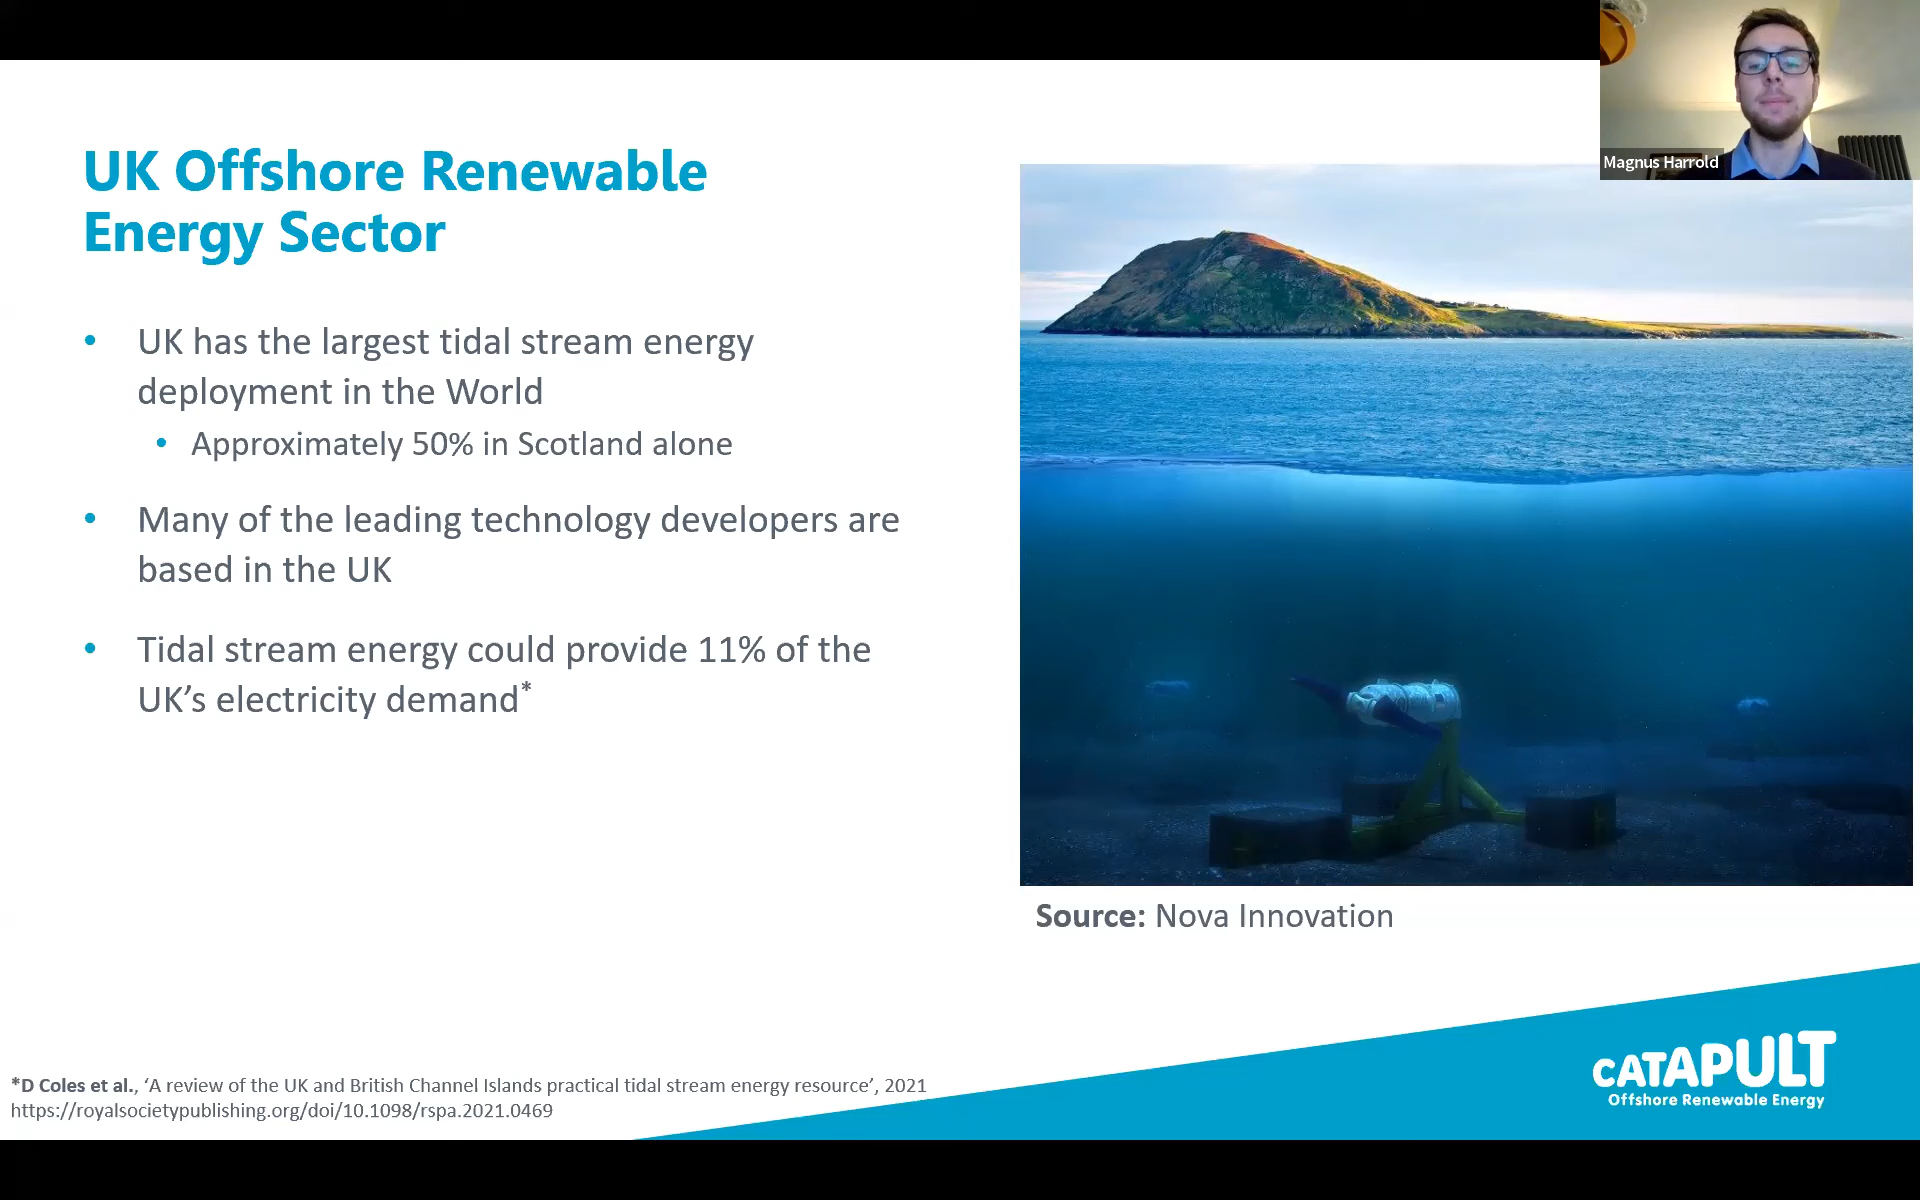 Magnus Harrold
UK Offshore Renewable
Energy Sector
• UK has the largest tidal stream energy
deployment in the World
• Approximately 50% in Scotland alone
• Many of the leading technology developers are
based in the UK
• Tidal stream energy could provide 11% of the
UK’s electricity demand*
Source: Nova Innovation
*D Coles et al., ‘A review of the UK and British Channel Islands practical tidal stream energy resource’, 2021
https://royalsocietypublishing.org/doi/10.1098/rspa.2021.0469
CATAPULT
Offshore Renewable Energy